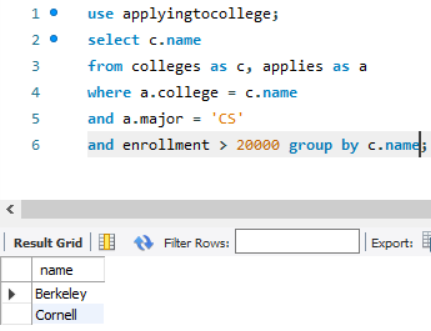 1 use applyingtocollege;
2 select c.name
3 from colleges as c, applies as a
4 where a.college = c.name
5 and a.major = 'CS'
6 and enrollment > 20000 group by c.name;
Result Grid Filter Rows: Export:
name
Berkeley
Cornell